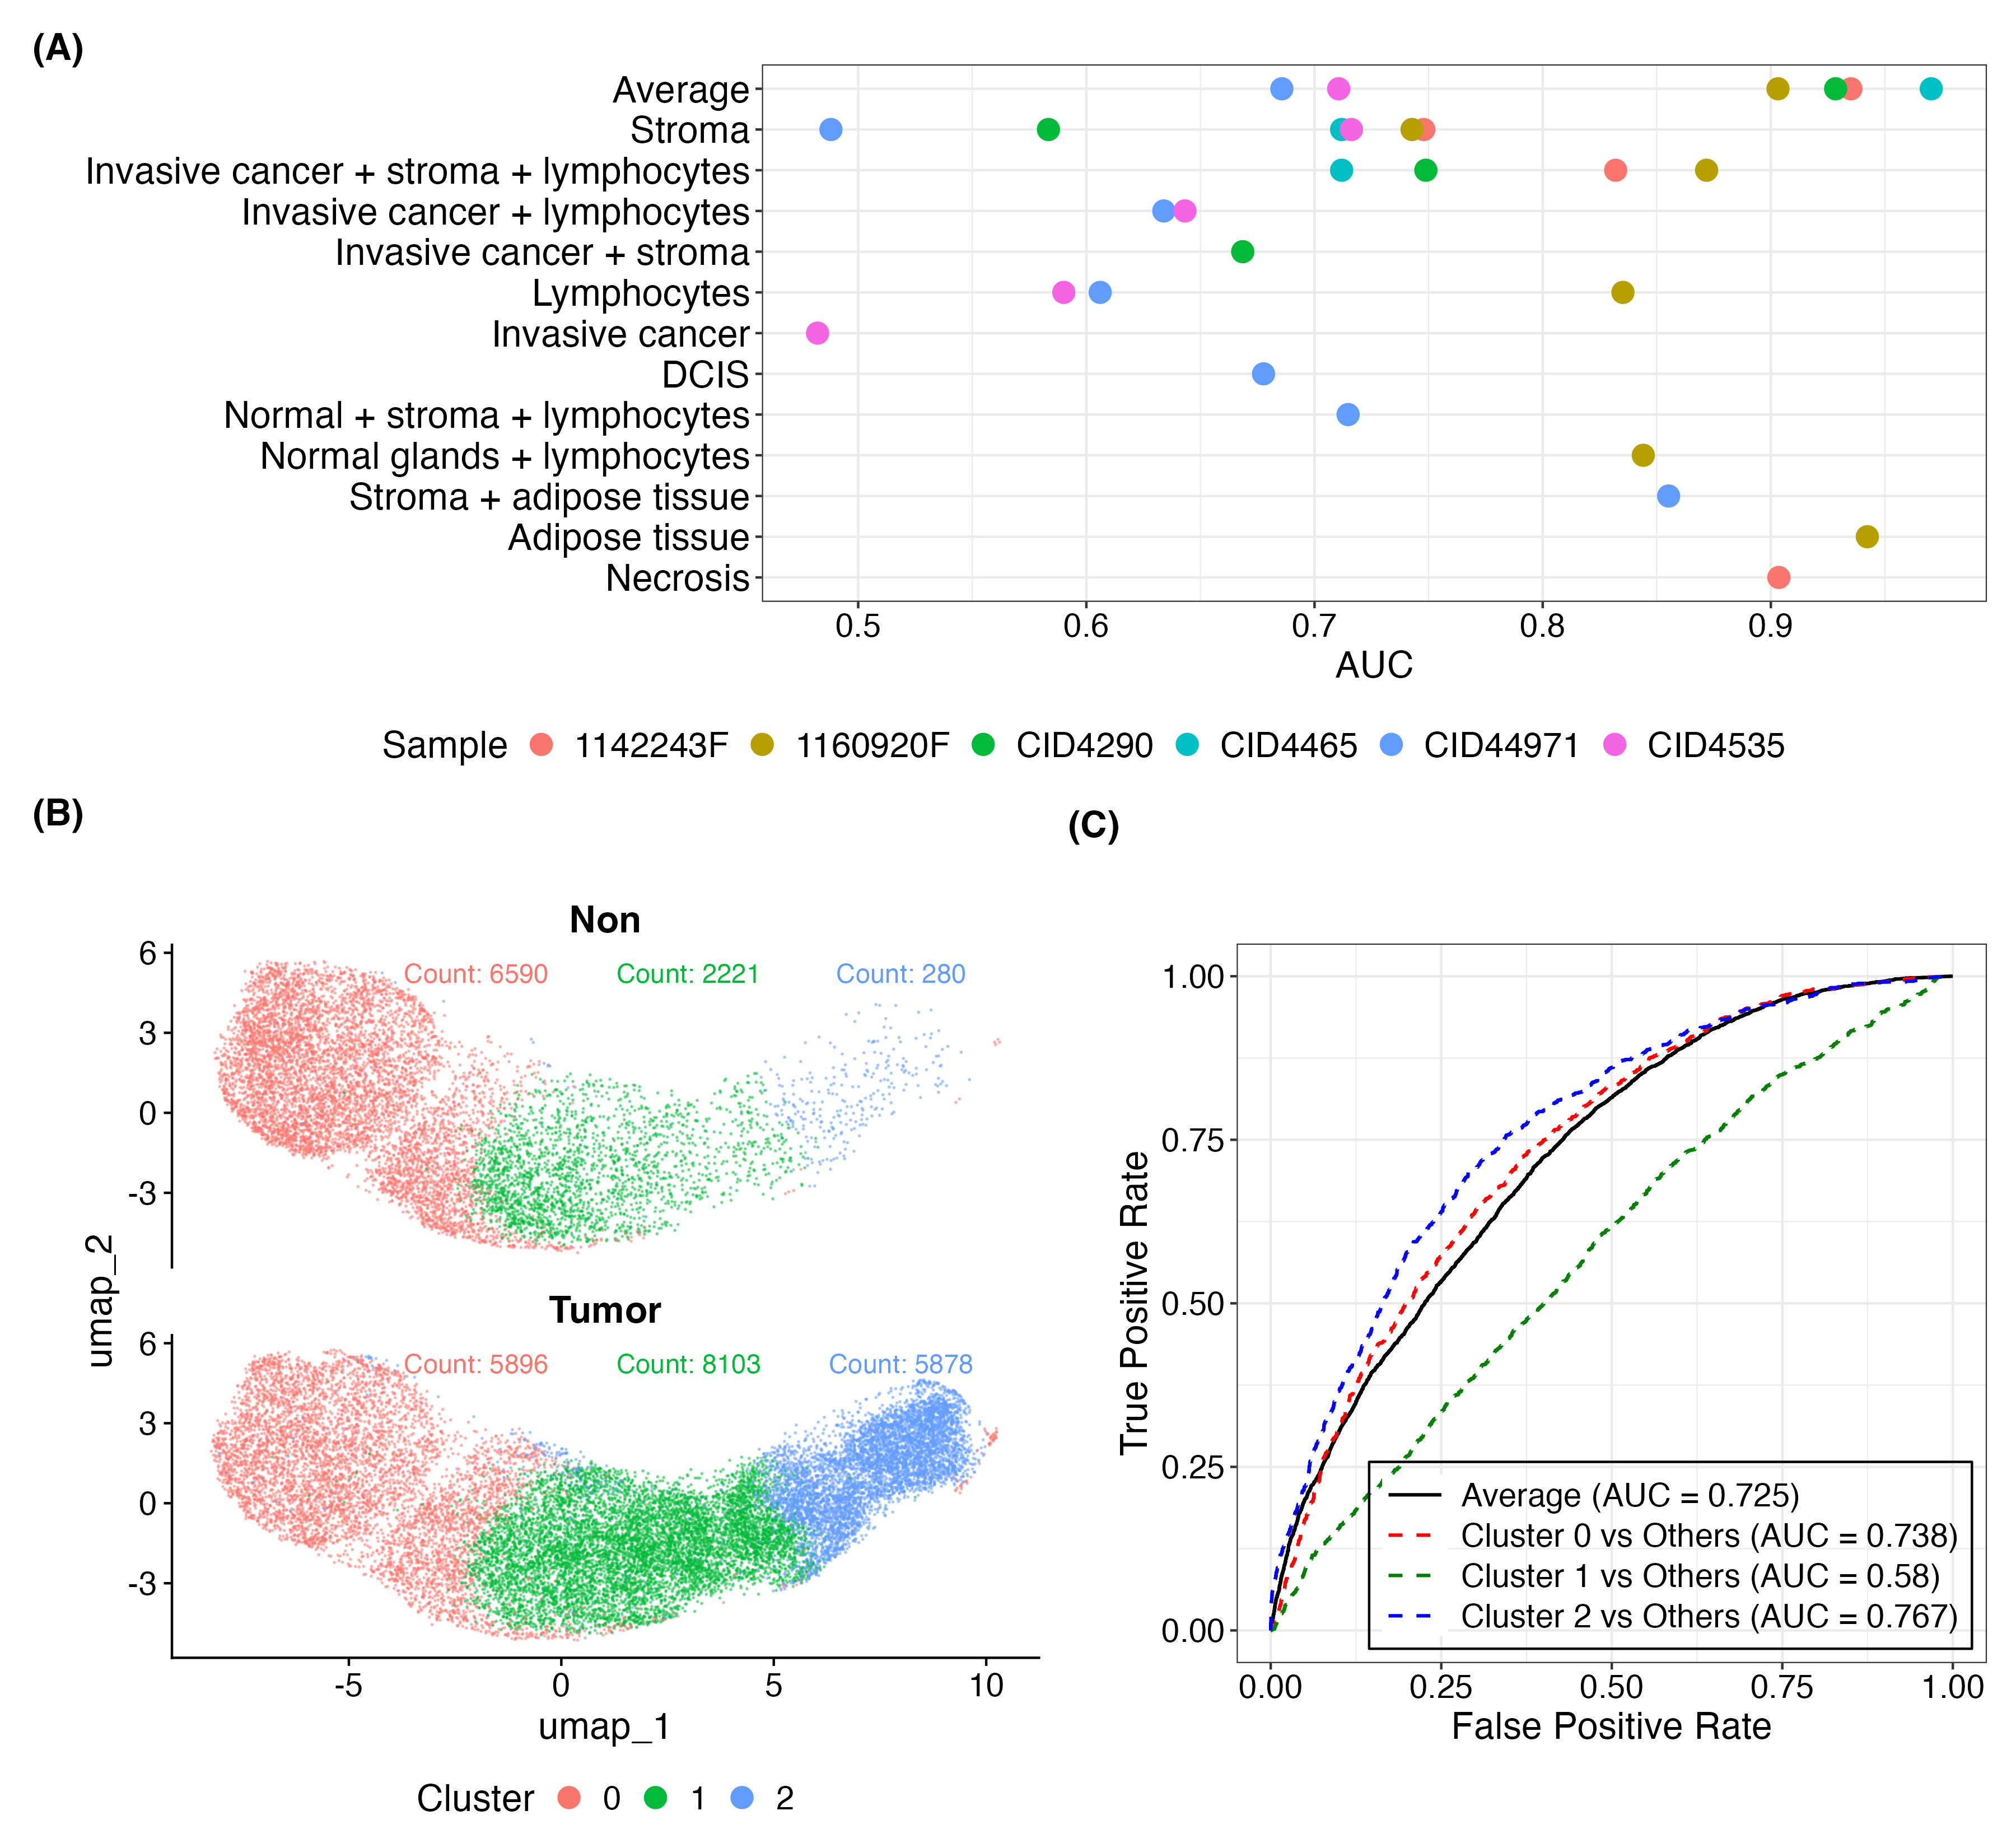 (A)
Average
Stroma
Invasive cancer + stroma + lymphocytes
Invasive cancer + lymphocytes
Invasive cancer + stroma
Lymphocytes
Invasive cancer
DCIS
Normal + stroma + lymphocytes
Normal glands + lymphocytes
Stroma + adipose tissue
Adipose tissue
Necrosis
0.5 0.6 0.7 0.8 0.9
AUC
Sample 1142243F 1160920F CID4290 CID4465 CID44971 CID4535
(B)
Non
Count: 6590 Count: 2221 Count: 280
6
3
0
-3
umap_2
Tumor
Count: 5896 Count: 8103 Count: 5878
6
3
0
-3
-5 0 5 10
umap_1
Cluster 0 1 2
(C)
1.00
0.75
0.50
0.25
0.00
True Positive Rate
Average (AUC = 0.725)
Cluster 0 vs Others (AUC = 0.738)
Cluster 1 vs Others (AUC = 0.58)
Cluster 2 vs Others (AUC = 0.767)
0.00 0.25 0.50 0.75 1.00
False Positive Rate